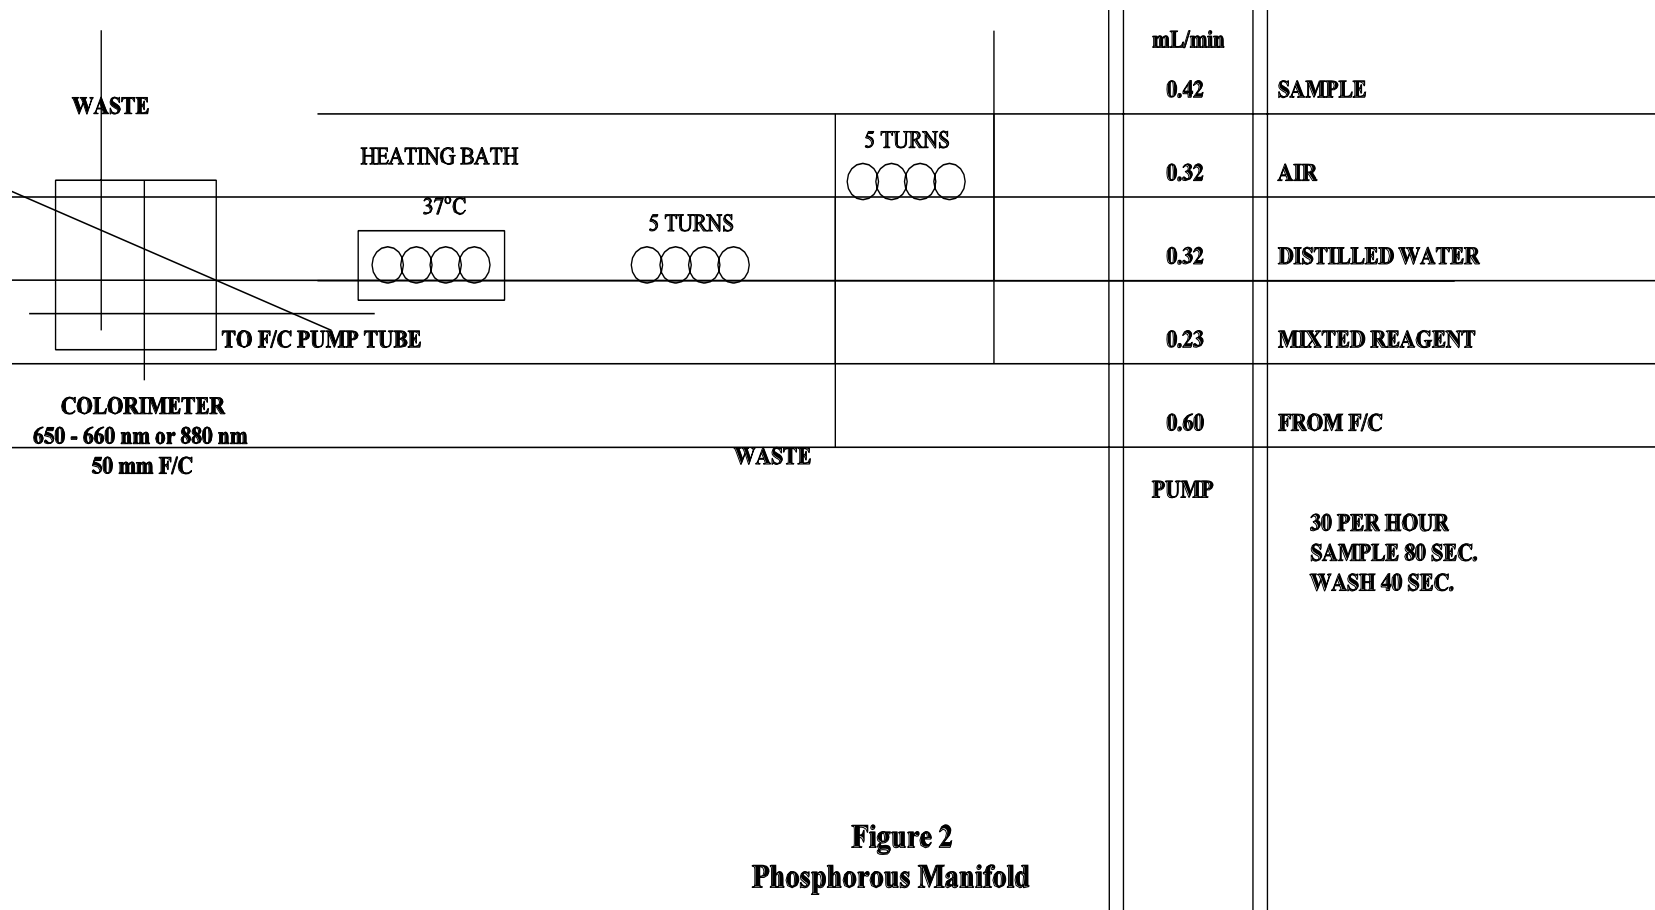 mL/min
0.42 SAMPLE
WASTE
5 TURNS
HEATING BATH
0.32 AIR
37°C
5 TURNS
0.32 DISTILLED WATER
TO F/C PUMP TUBE
0.23 MIXTED REAGENT
COLORIMETER
650 - 660 nm or 880 nm
50 mm F/C
0.60 FROM F/C
WASTE
PUMP
30 PER HOUR
SAMPLE 80 SEC.
WASH 40 SEC.
Figure 2
Phosphorous Manifold